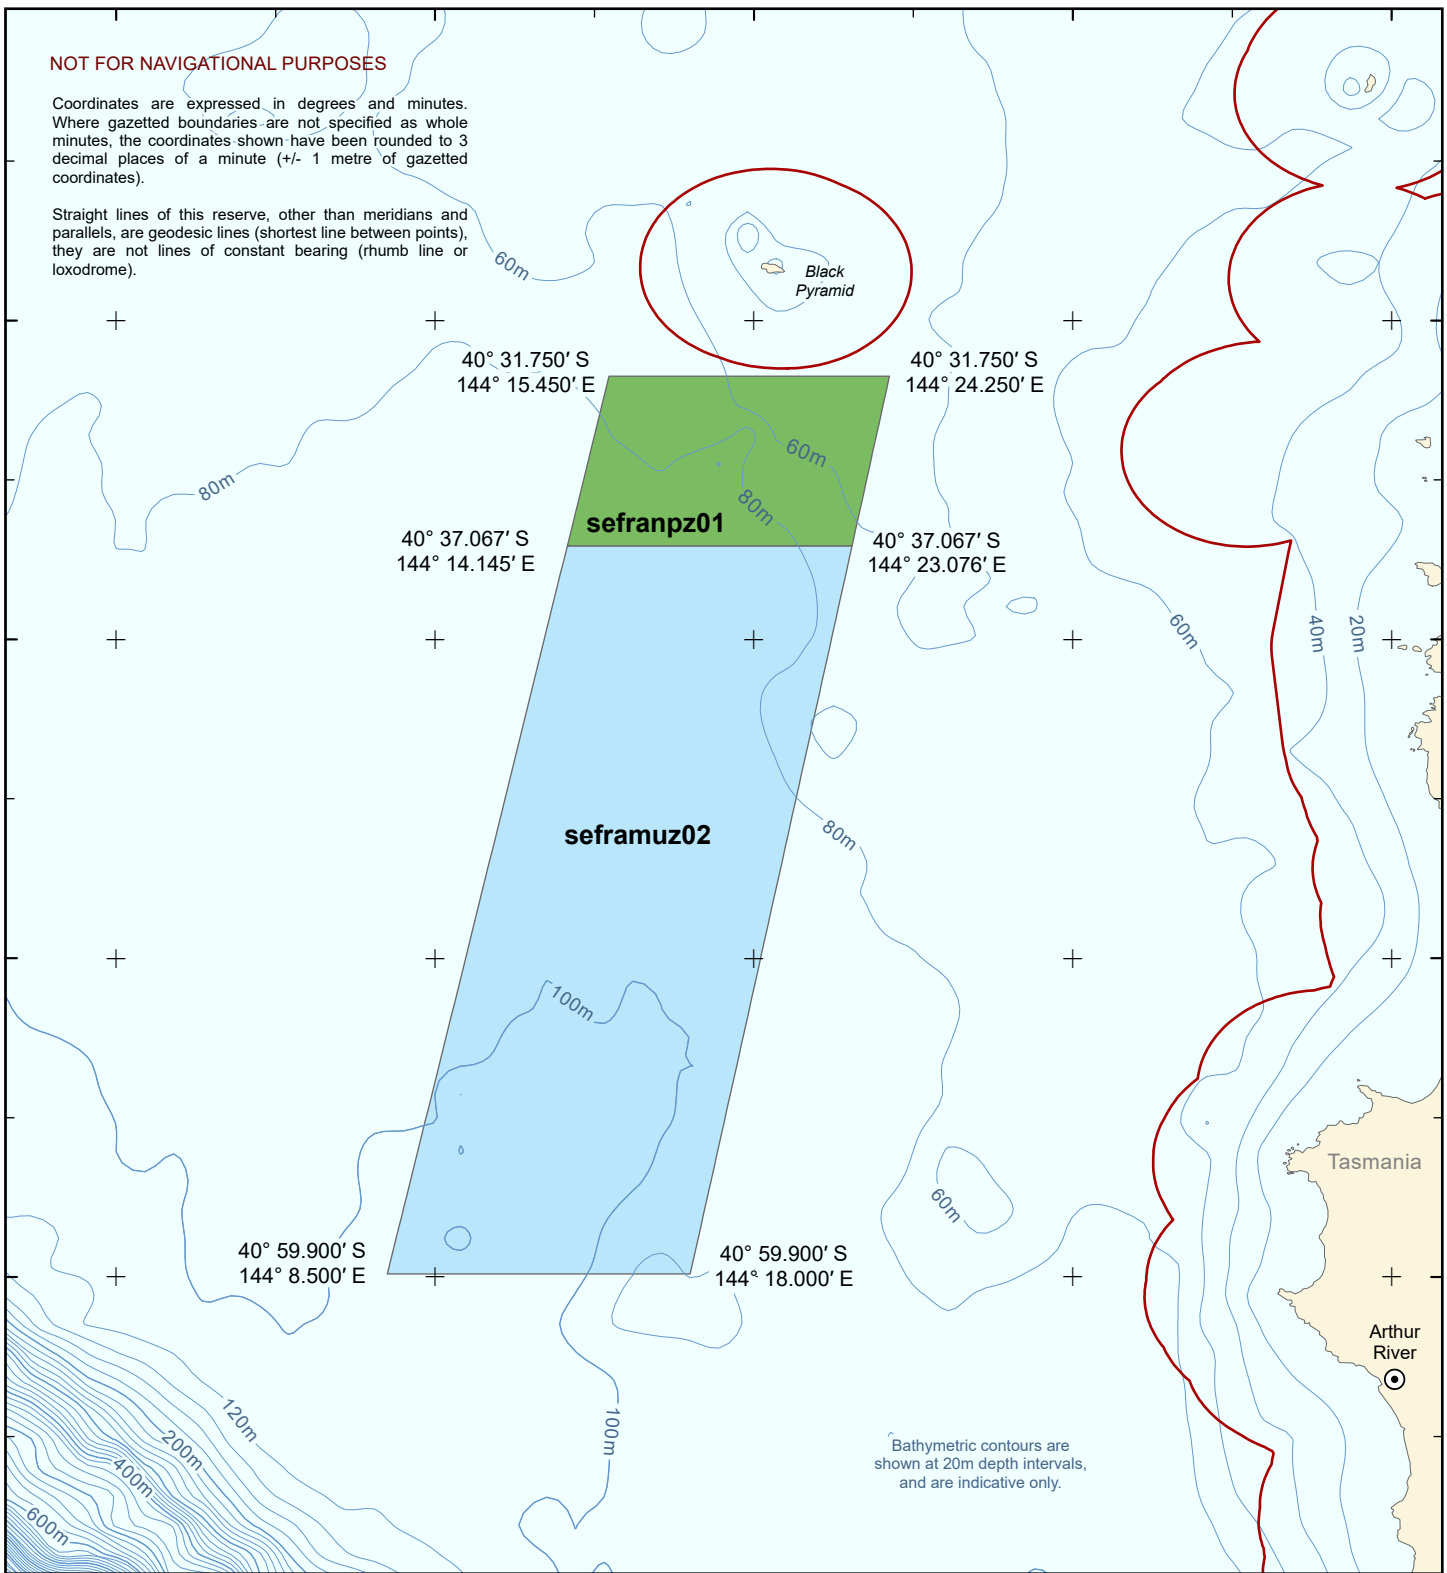 NOT FOR NAVIGATIONAL PURPOSES
Coordinates are expressed in degrees and minutes.
Where gazetted boundaries are not specified as whole
minutes, the coordinates shown have been rounded to 3
decimal places of a minute (+/- 1 metre of gazetted
coordinates).
Straight lines of this reserve, other than meridians and
parallels, are geodesic lines (shortest line between points),
they are not lines of constant bearing (rhumb line or
loxodrome).
60m
Black
Pyramid
40° 31.750′ S
144° 15.450′ E
40° 31.750′ S
144° 24.250′ E
60m
80m
80m
sefranpz01
40° 37.067′ S
144° 14.145′ E
40° 37.067′ S
144° 23.076′ E
60m
40m
20m
seframuz02
80m
100m
Tasmania
60m
40° 59.900′ S
144° 8.500′ E
40° 59.900′ S
144° 18.000′ E
Arthur
River
120m
200m
400m
600m
100m
Bathymetric contours are
shown at 20m depth intervals,
and are indicative only.